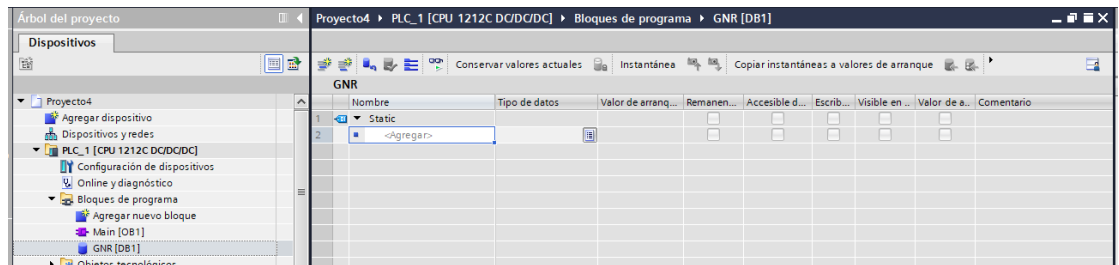 Árbol del proyecto
Proyecto4 ▸ PLC_1 [CPU 1212C DC/DC/DC] ▸ Bloques de programa ▸ GNR [DB1]
Dispositivos
Conservar valores actuales Instantánea Copiar instantáneas a valores de arranque
GNR
Nombre Tipo de datos Valor de arranq... Remanen... Accesible d... Escrib... Visible en .. Valor de a.. Comentario
1 Static
2 <Agregar>
Proyecto4
Agregar dispositivo
Dispositivos y redes
PLC_1 [CPU 1212C DC/DC/DC]
Configuración de dispositivos
Online y diagnóstico
Bloques de programa
Agregar nuevo bloque
Main [OB1]
GNR [DB1]
Objetos tecnológicos